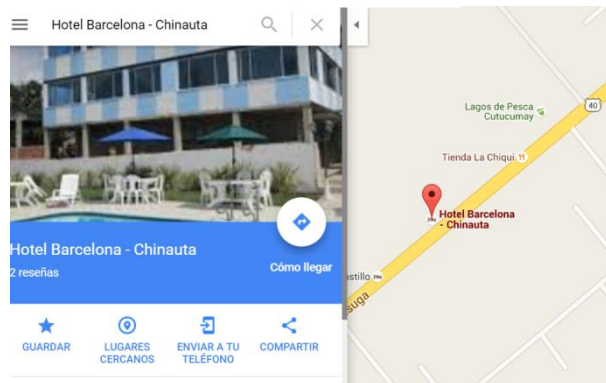 Hotel Barcelona - Chinauta
Hotel Barcelona - Chinauta
2 reseñas
Cómo llegar
GUARDAR
LUGARES
CERCANOS
ENVIAR A TU
TELÉFONO
COMPARTIR
Lagos de Pesca
Cutucumay
40
Tienda La Chiqui
Hotel Barcelona
- Chinauta
astillo
suga